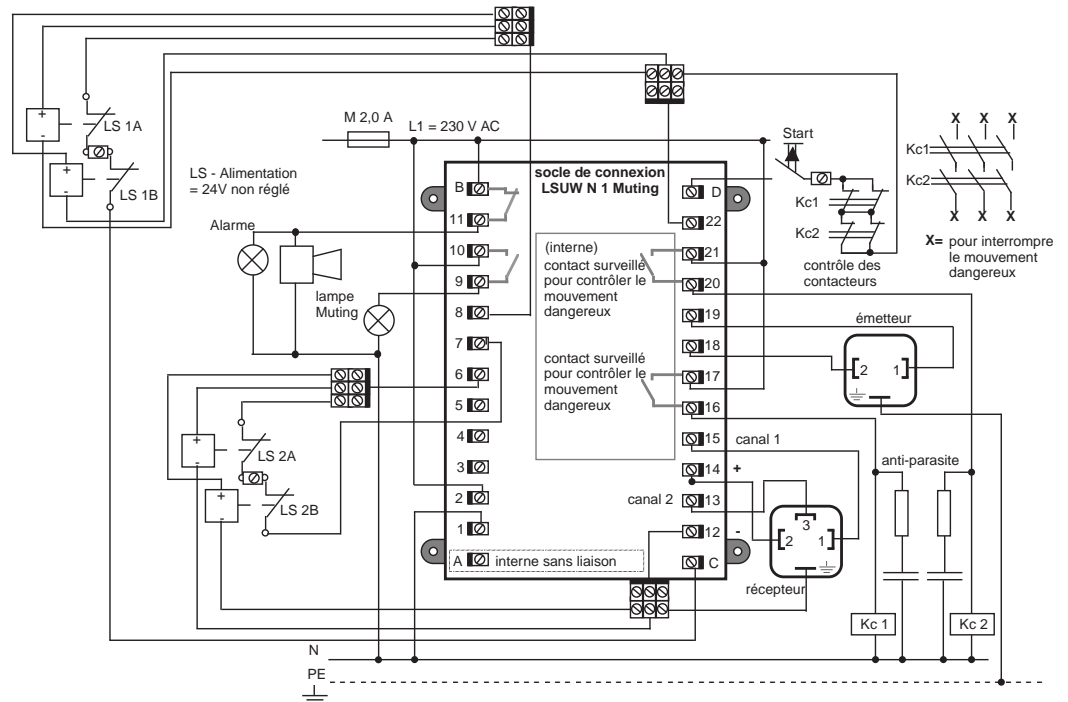 M 2,0 A
L1 = 230 V AC
LS 1A
LS 1B
+
-
+
-
LS - Alimentation
= 24V non réglé
Alarme
lampe
Muting
socle de connexion
LSUW N 1 Muting
B
11
10
9
8
7
6
5
4
3
2
1
A
interne sans liaison
(interne)
contact surveillé
pour contrôler le
mouvement
dangereux
contact surveillé
pour contrôler le
mouvement
dangereux
D
22
21
20
19
18
17
16
15
canal 1
14
+
canal 2
13
12
-
C
Start
Kc1
Kc2
contrôle des
contacteurs
X X X
Kc1
Kc2
X X X
X= pour interrompre
le mouvement
dangereux
émetteur
2
1
anti-parasite
3
2
1
récepteur
Kc 1
Kc 2
LS 2A
LS 2B
+
-
+
-
N
PE